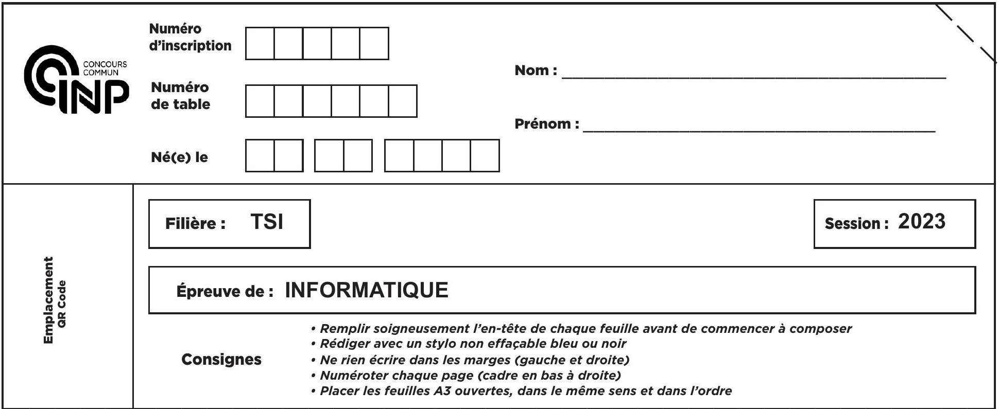 CONCOURS
COMMUN
INP
Numéro
d'inscription
Numéro
de table
Né(e) le
Nom :
Prénom :
Emplacement
QR Code
Filière : TSI
Session : 2023
Épreuve de : INFORMATIQUE
Consignes
• Remplir soigneusement l'en-tête de chaque feuille avant de commencer à composer
• Rédiger avec un stylo non effaçable bleu ou noir
• Ne rien écrire dans les marges (gauche et droite)
• Numéroter chaque page (cadre en bas à droite)
• Placer les feuilles A3 ouvertes, dans le même sens et dans l'ordre